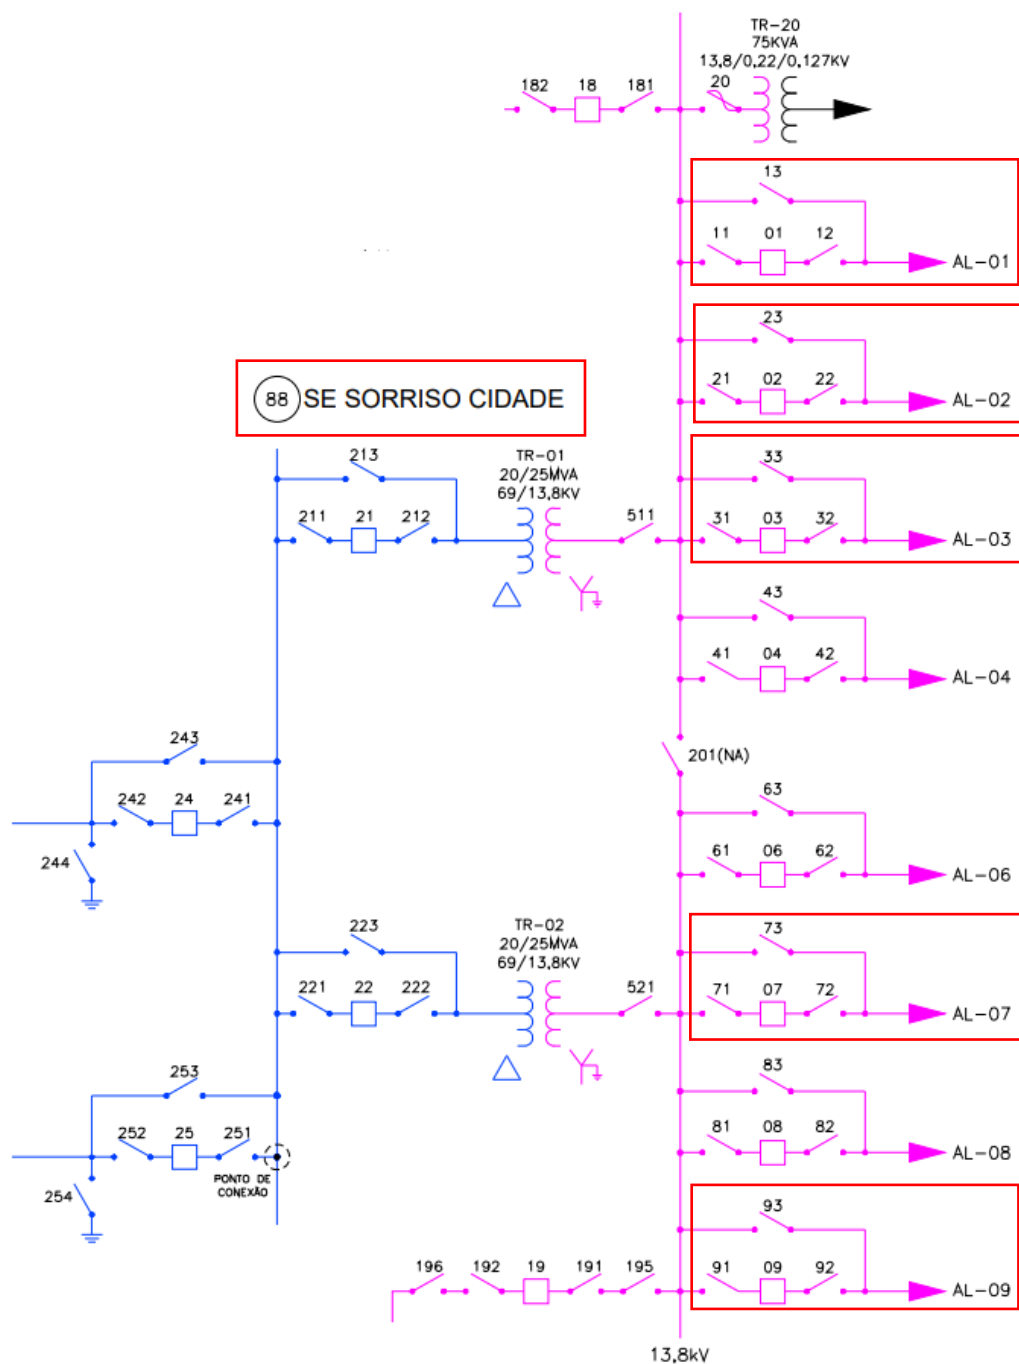 TR-20
75KVA
13,8/0,22/0,127KV
182 18 181 20
13
11 01 12
AL-01
23
21 02 22
AL-02
88 SE SORRISO CIDADE
213
TR-01
20/25MVA
69/13,8KV
33
211 21 212
511
31 03 32
AL-03
43
41 04 42
AL-04
243
201(NA)
242 24 241
63
244
61 06 62
AL-06
223
TR-02
20/25MVA
69/13,8KV
73
221 22 222
521
71 07 72
AL-07
253
83
252 25 251
81 08 82
AL-08
PONTO DE
CONEXÃO
254
93
196 192 19 191 195
91 09 92
AL-09
13,8kV